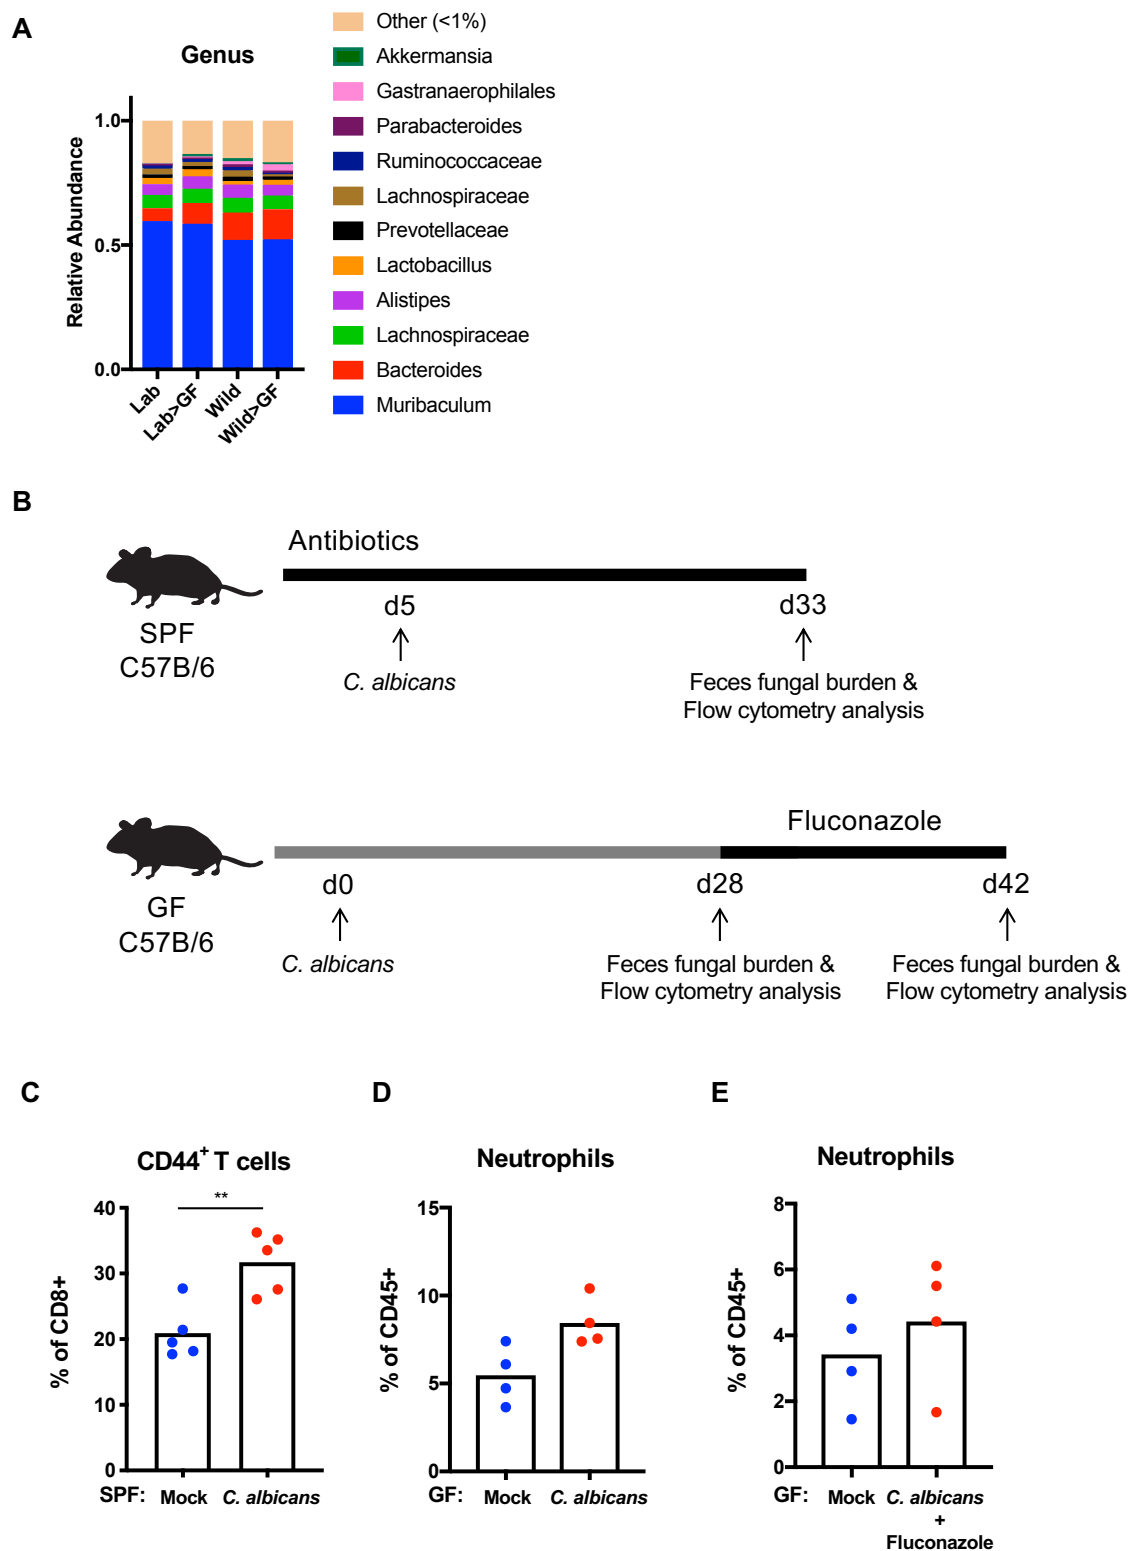 A
Genus
Relative Abundance
1.0
0.5
0.0
Lab
Lab>GF
Wild
Wild>GF
Other (<1%)
Akkermansia
Gastranaerophilales
Parabacteroides
Ruminococcaceae
Lachnospiraceae
Prevotellaceae
Lactobacillus
Alistipes
Lachnospiraceae
Bacteroides
Muribaculum
B
Antibiotics
SPF
C57B/6
d5
d33
C. albicans
Feces fungal burden &
Flow cytometry analysis
Fluconazole
GF
C57B/6
d0
d28
d42
C. albicans
Feces fungal burden &
Flow cytometry analysis
Feces fungal burden &
Flow cytometry analysis
C
CD44+ T cells
**
% of CD8+
40
30
20
10
0
SPF: Mock C. albicans
D
Neutrophils
% of CD45+
15
10
5
0
GF: Mock C. albicans
E
Neutrophils
% of CD45+
8
6
4
2
0
GF: Mock C. albicans
+
Fluconazole